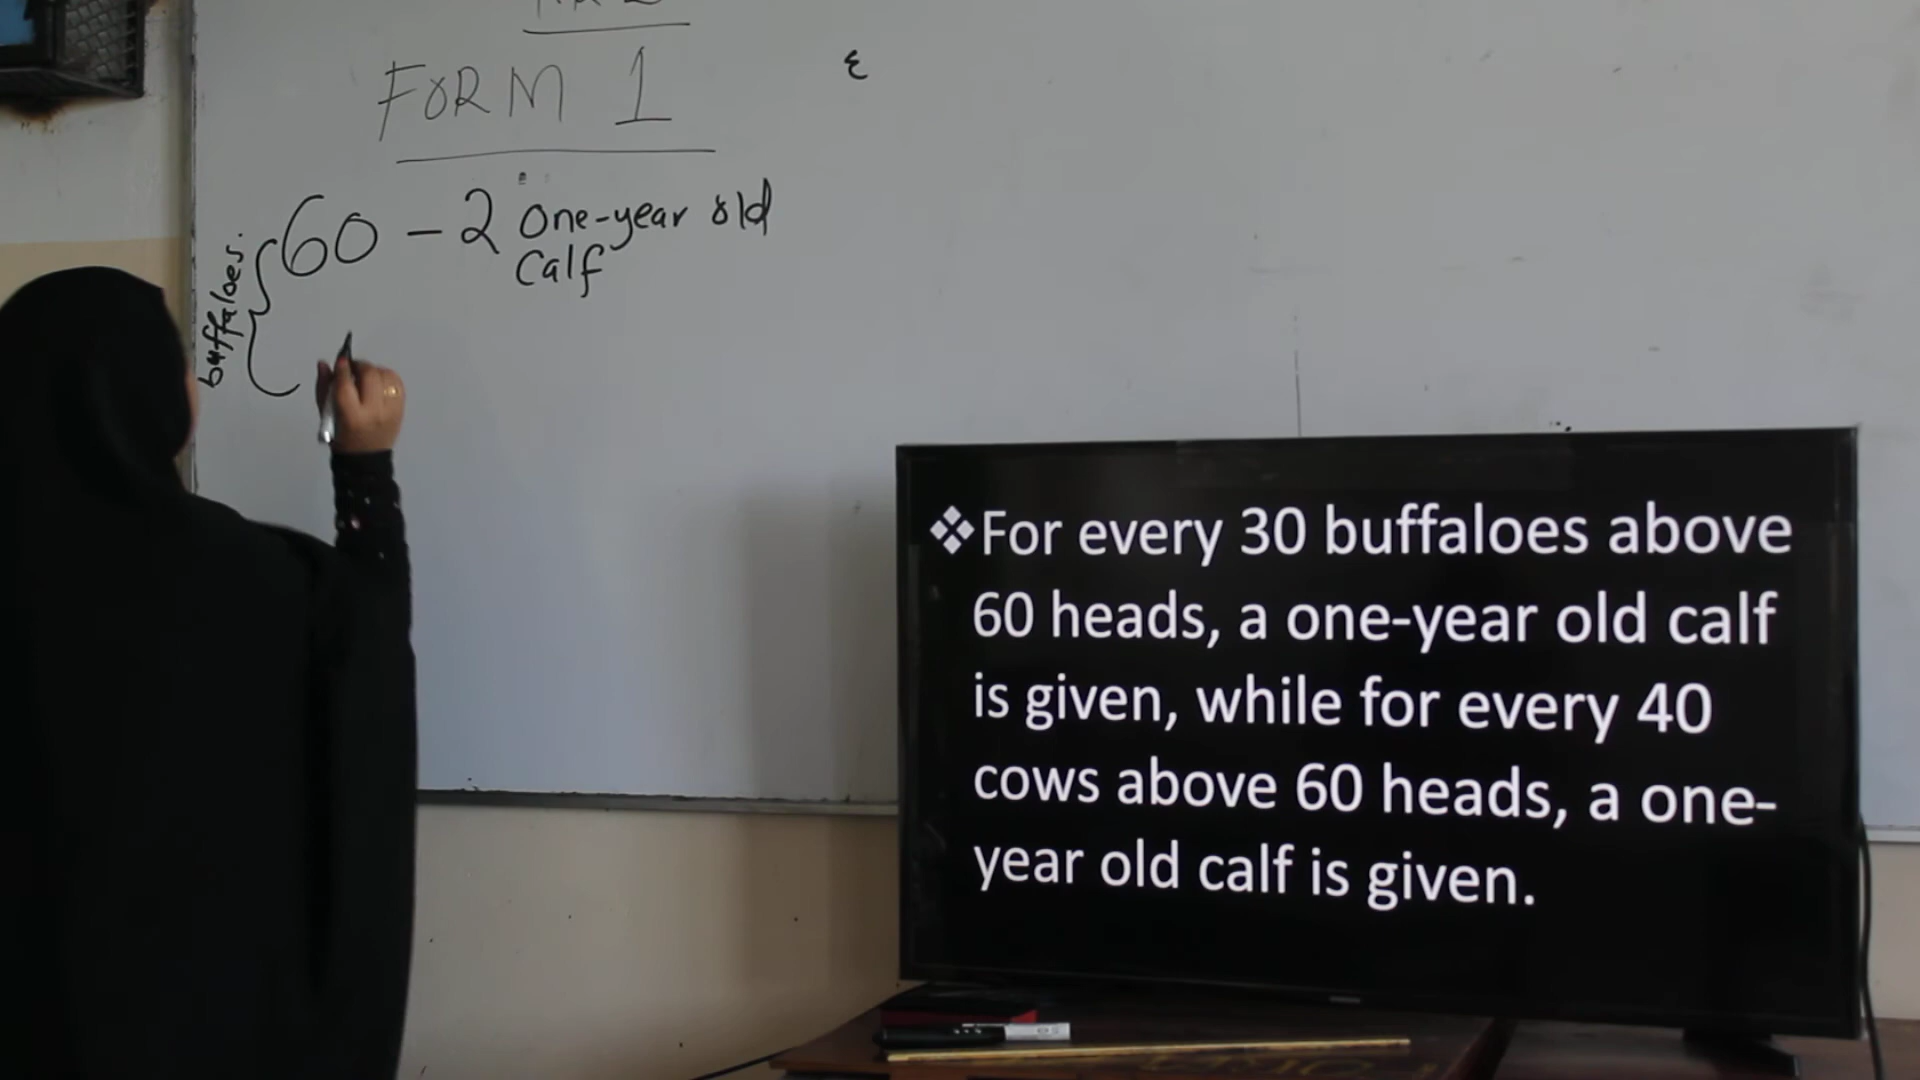 FORM 1
60 - 2 One-year old
Calf
buffaloes.
❖For every 30 buffaloes above
60 heads, a one-year old calf
is given, while for every 40
cows above 60 heads, a one-
year old calf is given.